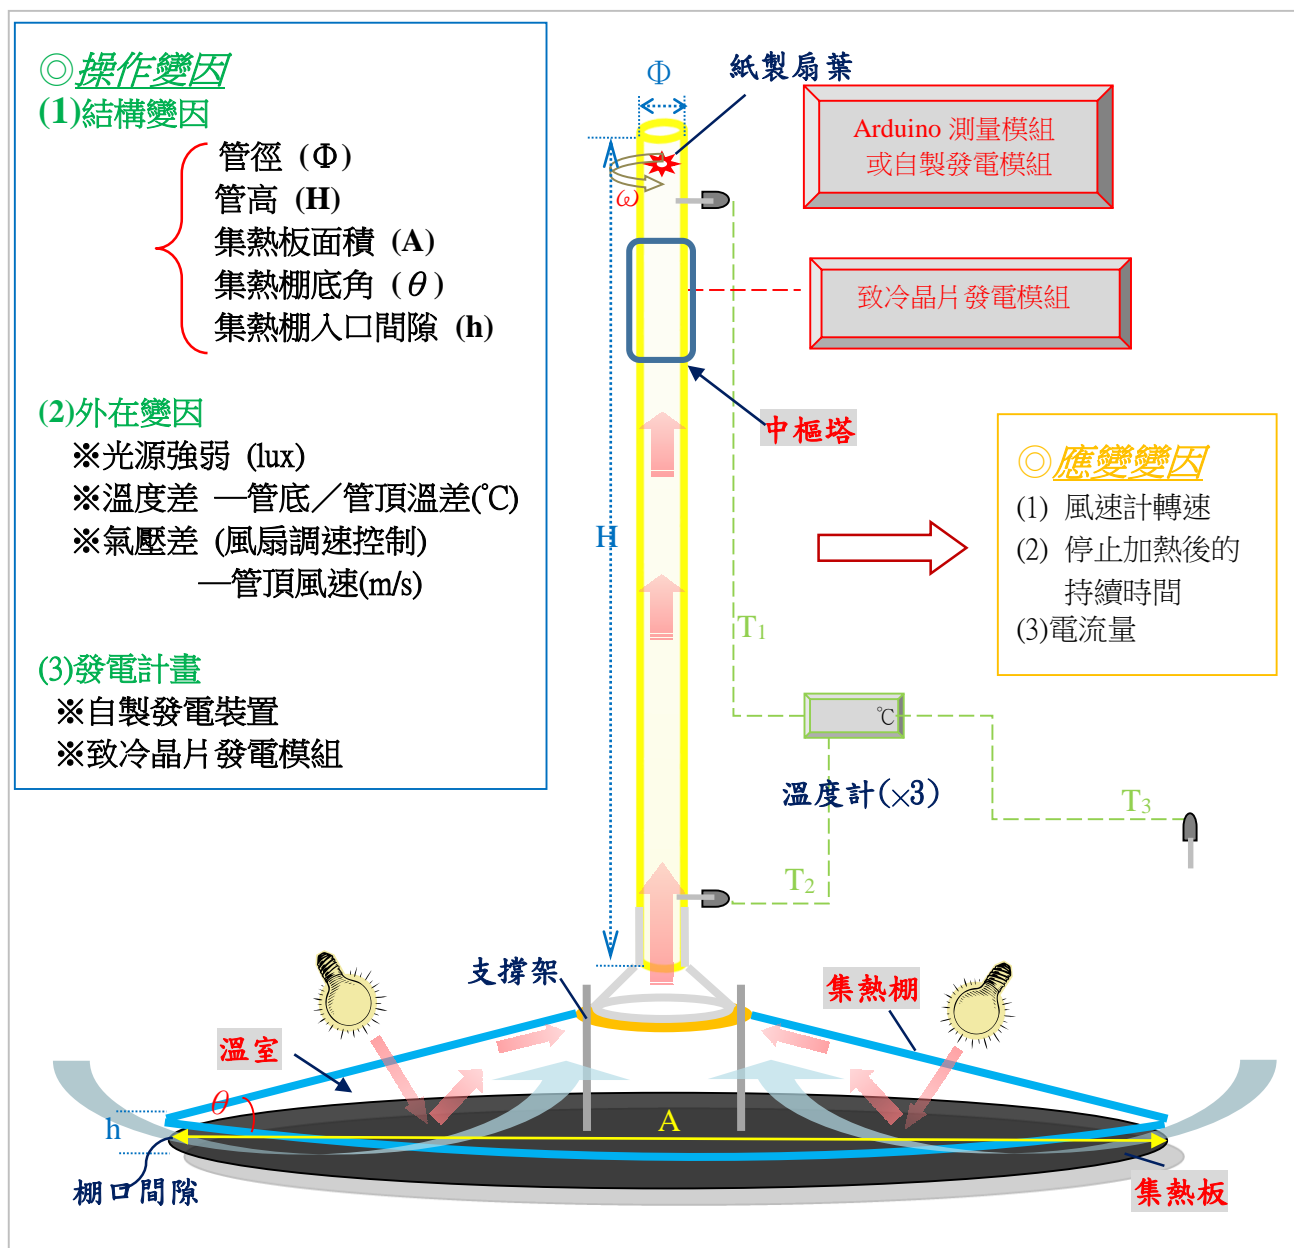 ◎操作變因
(1)結構變因
管徑 (Φ)
管高 (H)
集熱板面積 (A)
集熱棚底角 (θ)
集熱棚入口間隙 (h)
(2)外在變因
※光源強弱 (lux)
※溫度差 —管底／管頂溫差(℃)
※氣壓差 (風扇調速控制)
—管頂風速(m/s)
(3)發電計畫
※自製發電裝置
※致冷晶片發電模組
Φ
紙製扇葉
ω
Arduino 測量模組
或自製發電模組
致冷晶片發電模組
中樞塔
H
◎應變變因
(1) 風速計轉速
(2) 停止加熱後的
持續時間
(3)電流量
T1
℃
溫度計(×3)
T3
T2
支撐架
集熱棚
溫室
θ
h
A
棚口間隙
集熱板